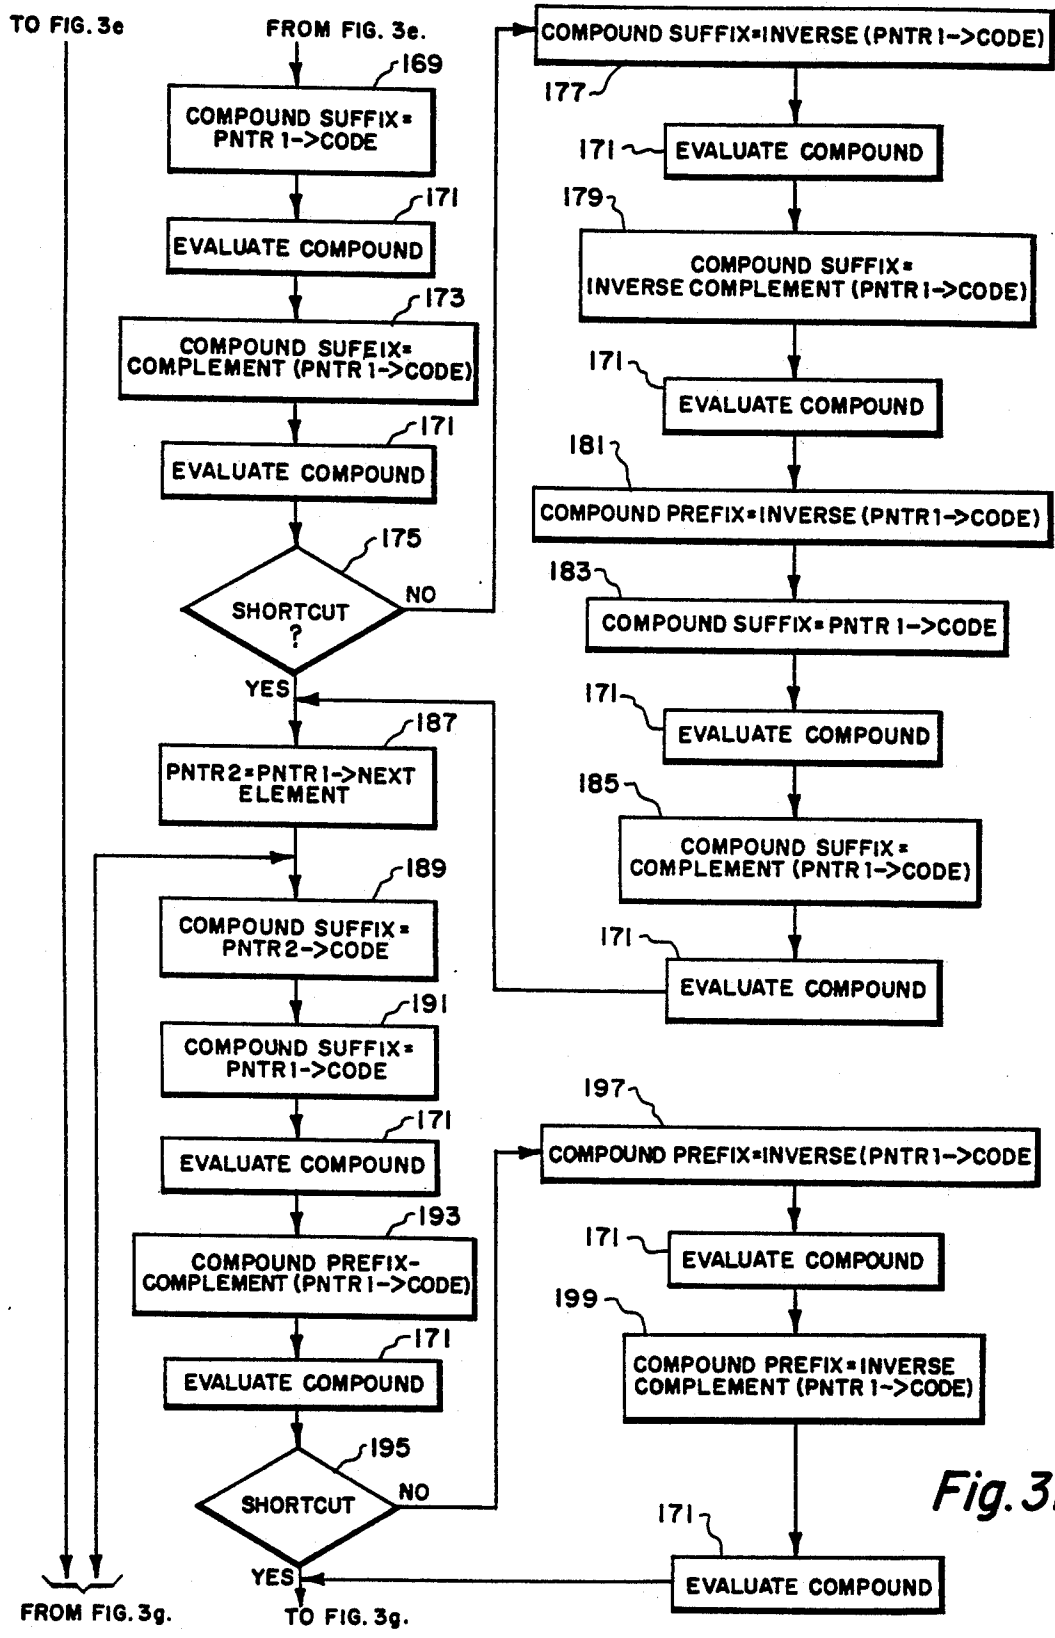 TO FIG. 3e
FROM FIG. 3e.
169
COMPOUND SUFFIX=
PNTR 1->CODE
171
EVALUATE COMPOUND
173
COMPOUND SUFFIX=
COMPLEMENT (PNTR 1->CODE)
171
EVALUATE COMPOUND
175
SHORTCUT
?
NO
YES
187
PNTR2=PNTR1->NEXT
ELEMENT
189
COMPOUND SUFFIX=
PNTR2->CODE
191
COMPOUND SUFFIX=
PNTR1->CODE
171
EVALUATE COMPOUND
193
COMPOUND PREFIX-
COMPLEMENT (PNTR 1->CODE)
171
EVALUATE COMPOUND
195
SHORTCUT
NO
YES
FROM FIG. 3g.
TO FIG. 3g.
COMPOUND SUFFIX=INVERSE (PNTR 1->CODE)
177
171
EVALUATE COMPOUND
179
COMPOUND SUFFIX=
INVERSE COMPLEMENT (PNTR1->CODE)
171
EVALUATE COMPOUND
181
COMPOUND PREFIX=INVERSE (PNTR1->CODE)
183
COMPOUND SUFFIX=PNTR 1->CODE
171
EVALUATE COMPOUND
185
COMPOUND SUFFIX=
COMPLEMENT (PNTR1->CODE)
171
EVALUATE COMPOUND
197
COMPOUND PREFIX=INVERSE(PNTR1->CODE
171
EVALUATE COMPOUND
199
COMPOUND PREFIX=INVERSE
COMPLEMENT (PNTR 1->CODE)
171
EVALUATE COMPOUND
Fig. 3